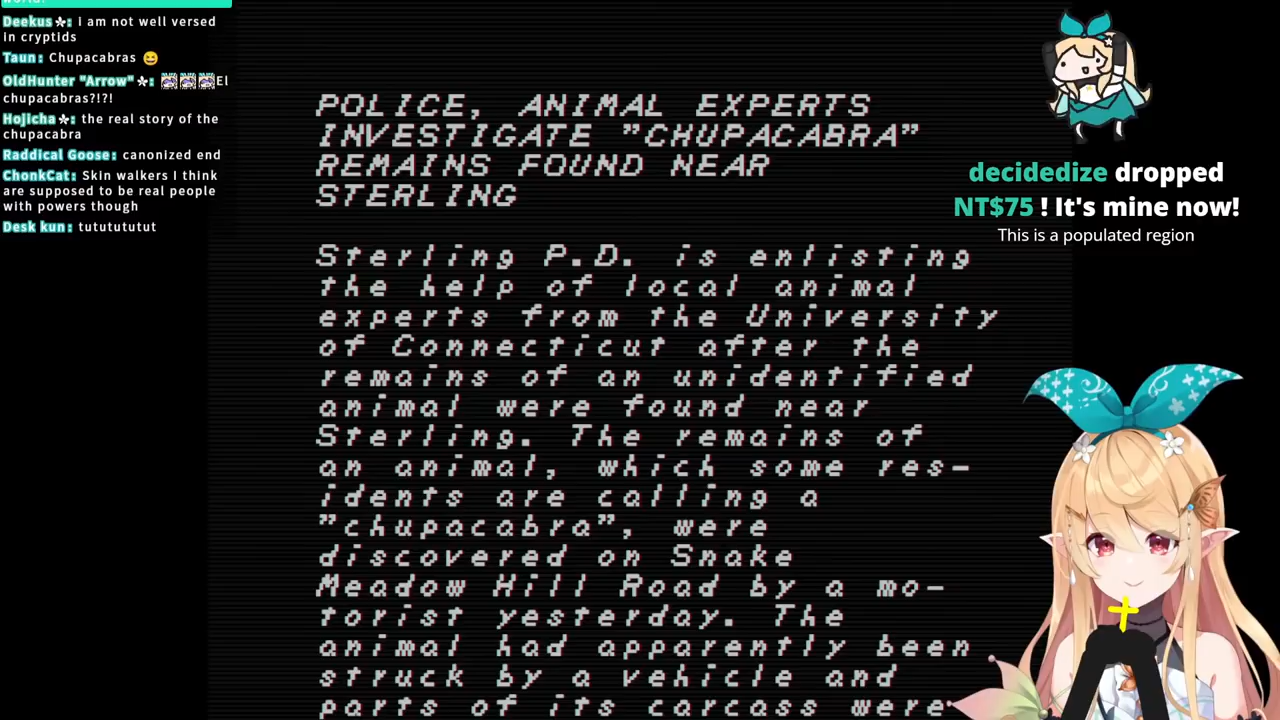 Deekus: i am not well versed
in cryptids
Taun: Chupacabras 😆
OldHunter "Arrow": El
chupacabras?!?!
Hojicha: the real story of the
chupacabra
Raddical Goose: canonized end
ChonkCat: Skin walkers I think
are supposed to be real people
with powers though
Desk kun: tutututututut
POLICE, ANIMAL EXPERTS
INVESTIGATE "CHUPACABRA"
REMAINS FOUND NEAR
STERLING
Sterling P.D. is enlisting
the help of local animal
experts from the University
of Connecticut after the
remains of an unidentified
animal were found near
Sterling. The remains of
an animal, which some res-
idents are calling a
"chupacabra", were
discovered on Snake
Meadow Hill Road by a mo-
torist yesterday. The
animal had apparently been
struck by a vehicle and
parts of its carcass were
decidedize dropped
NT$75 ! It's mine now!
This is a populated region